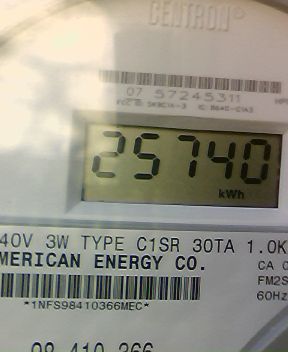 CENTRON®
07 57245311
25740
kWh
40V 3W TYPE C1SR 30TA 1.0K
MERICAN ENERGY CO.
CA 0
FM2S
60Hz
*1NFS98410366MEC*
98 410 366